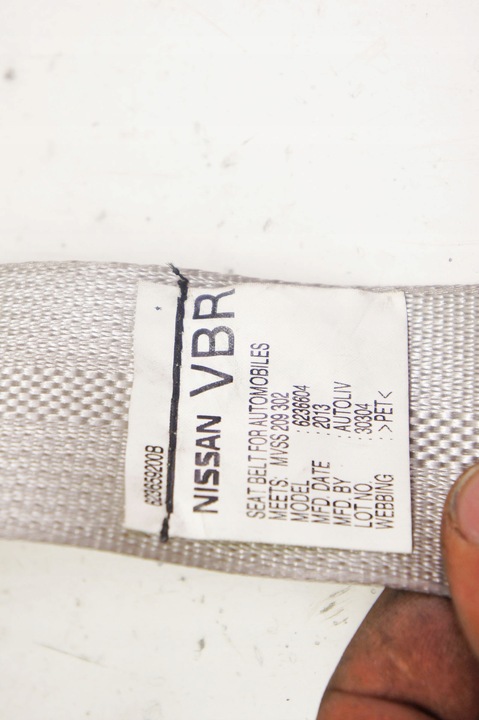 623659200B
NISSAN VBR
SEAT BELT FOR AUTOMOBILES
MEETS: MVSS 209 302
MODEL : 6236604
MFD DATE : 2013
MFD BY : AUTOLIV
LOT NO. : 30304
WEBBING : >PET<